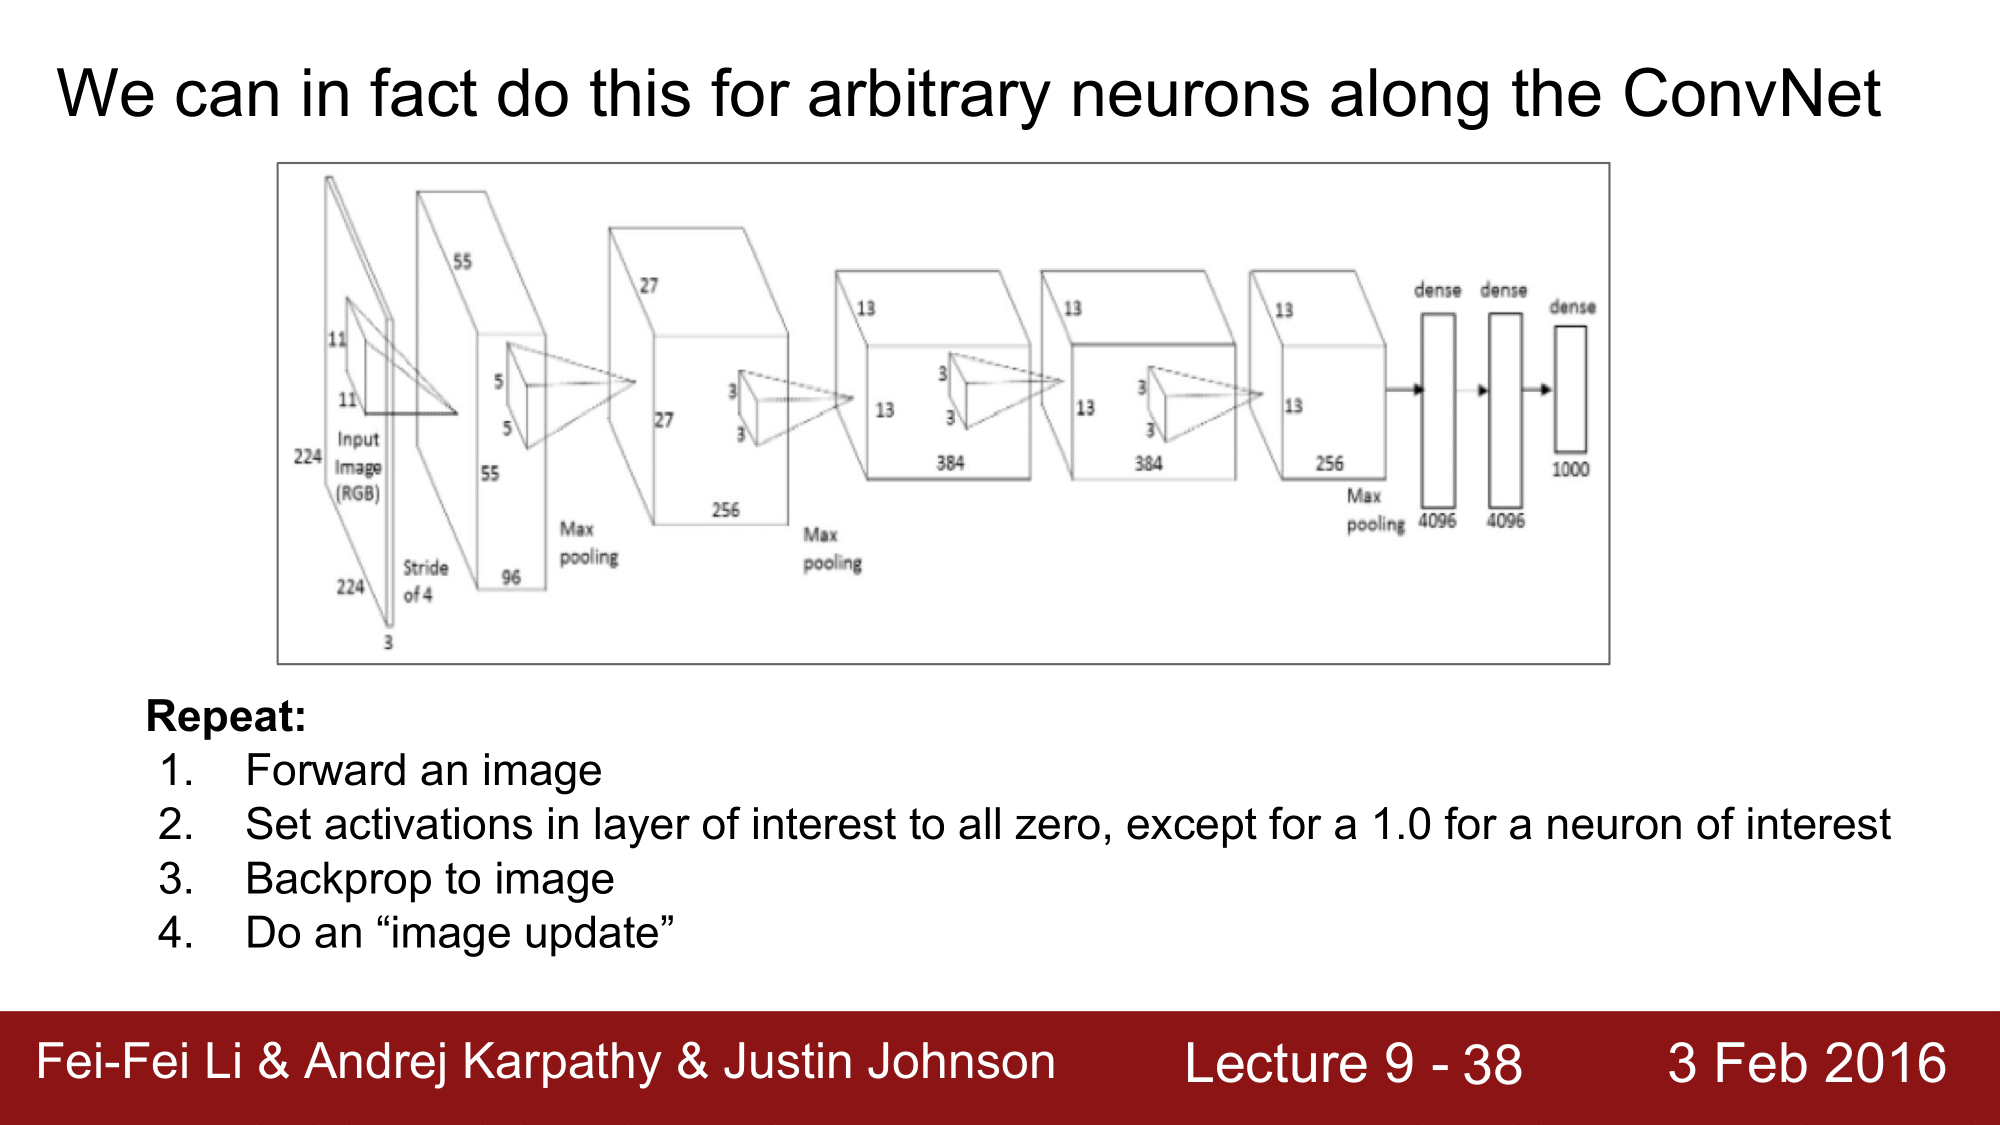 We can in fact do this for arbitrary neurons along the ConvNet
11
11
Input
Image
(RGB)
224
224
3
Stride
of 4
55
55
96
5
5
Max
pooling
27
27
256
3
3
Max
pooling
13
13
384
3
3
13
13
384
3
3
13
13
256
Max
pooling
dense
4096
dense
4096
dense
1000
Repeat:
1. Forward an image
2. Set activations in layer of interest to all zero, except for a 1.0 for a neuron of interest
3. Backprop to image
4. Do an “image update”
Fei-Fei Li & Andrej Karpathy & Justin Johnson
Lecture 9 - 38
3 Feb 2016